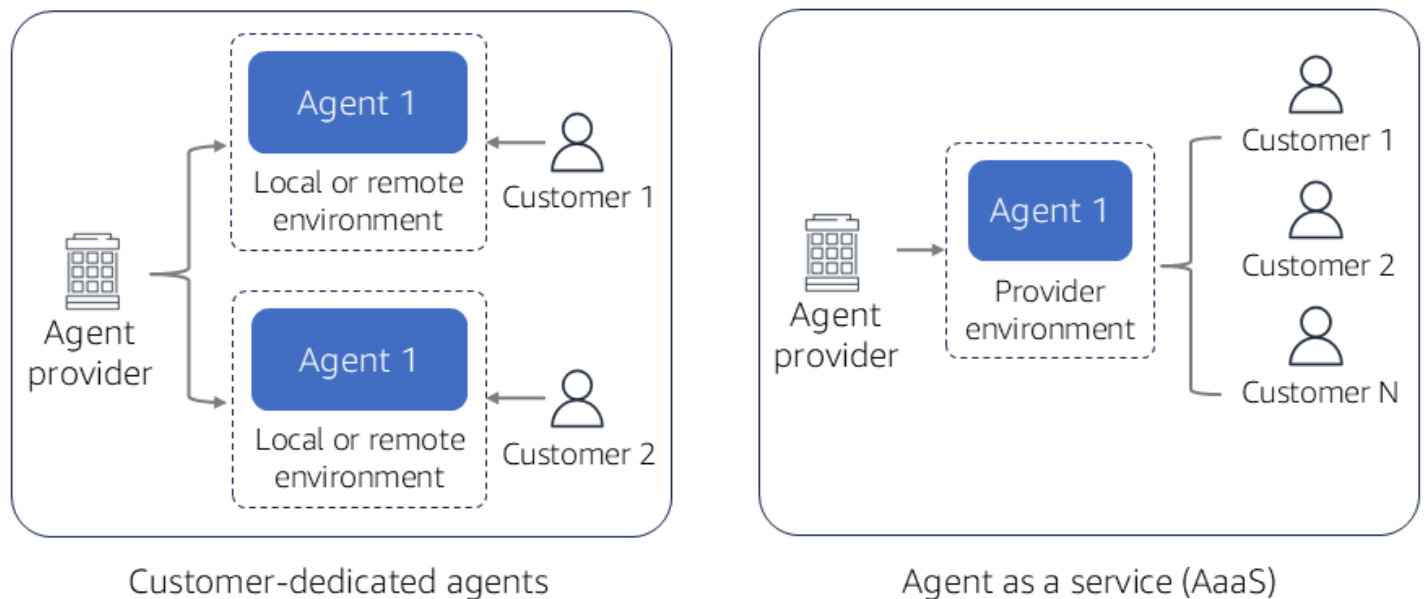 Agent 1
Local or remote
environment
Customer 1
Agent
provider
Agent 1
Local or remote
environment
Customer 2
Customer-dedicated agents
Agent
provider
Agent 1
Provider
environment
Customer 1
Customer 2
Customer N
Agent as a service (AaaS)